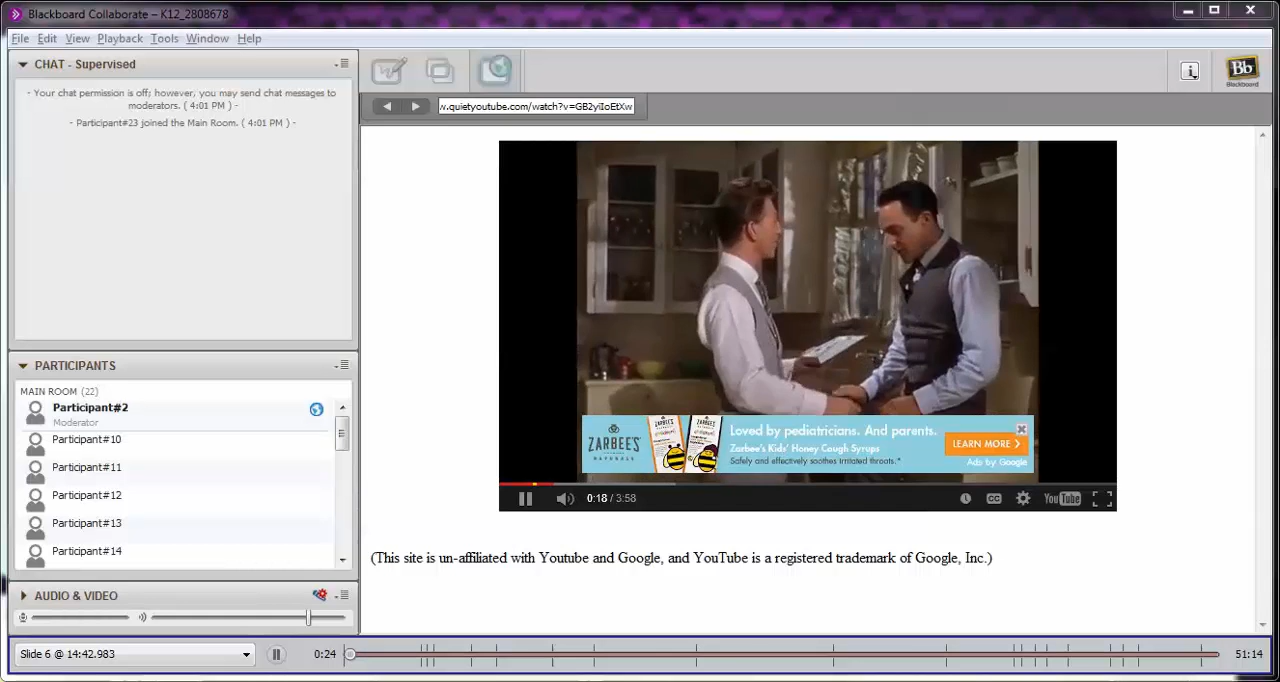 Blackboard Collaborate – K12_2808678
File Edit View Playback Tools Window Help
CHAT - Supervised
- Your chat permission is off; however, you may send chat messages to
moderators. ( 4:01 PM ) -
- Participant#23 joined the Main Room. ( 4:01 PM ) -
PARTICIPANTS
MAIN ROOM (22)
Participant#2
Moderator
Participant#10
Participant#11
Participant#12
Participant#13
Participant#14
AUDIO & VIDEO
Bb
Blackboard
w.quietyoutube.com/watch?v=GB2yiIoEtXw
ZARBEE'S
NATURALS
Loved by pediatricians. And parents.
Zarbee's Kids' Honey Cough Syrups
Safely and effectively soothes irritated throats.*
LEARN MORE
Ads by Google
0:18 / 3:58
CC
YouTube
(This site is un-affiliated with Youtube and Google, and YouTube is a registered trademark of Google, Inc.)
Slide 6 @ 14:42.983
0:24
51:14